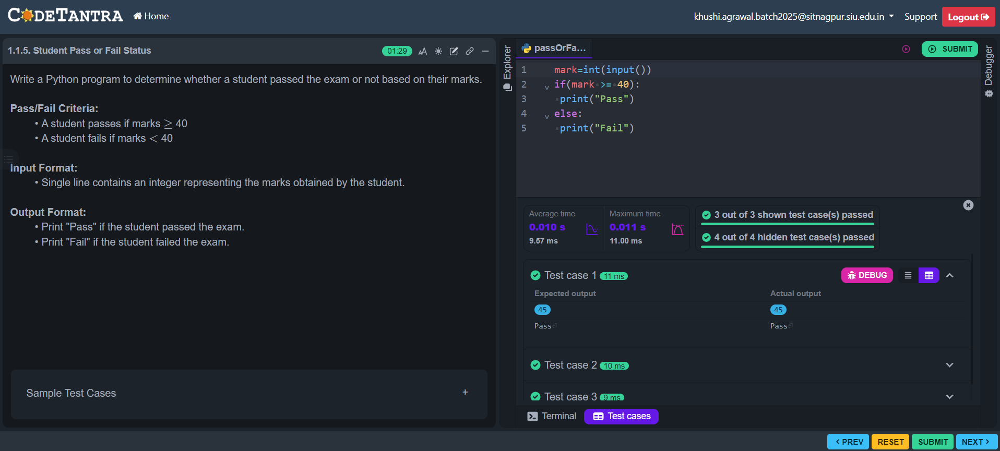 CODETANTRA
Home
khushi.agrawal.batch2025@sitnagpur.siu.edu.in
Support
Logout
1.1.5. Student Pass or Fail Status
01:29
Write a Python program to determine whether a student passed the exam or not based on their marks.
Pass/Fail Criteria:
• A student passes if marks ≥ 40
• A student fails if marks < 40
Input Format:
• Single line contains an integer representing the marks obtained by the student.
Output Format:
• Print "Pass" if the student passed the exam.
• Print "Fail" if the student failed the exam.
Sample Test Cases
+
Explorer
passOrFa...
SUBMIT
Debugger
1 mark=int(input())
2 if(mark >= 40):
3 print("Pass")
4 else:
5 print("Fail")
Average time
0.010 s
9.57 ms
Maximum time
0.011 s
11.00 ms
3 out of 3 shown test case(s) passed
4 out of 4 hidden test case(s) passed
Test case 1 11 ms
DEBUG
Expected output Actual output
45 45
Pass Pass
Test case 2 10 ms
Test case 3 9 ms
Terminal
Test cases
< PREV
RESET
SUBMIT
NEXT >